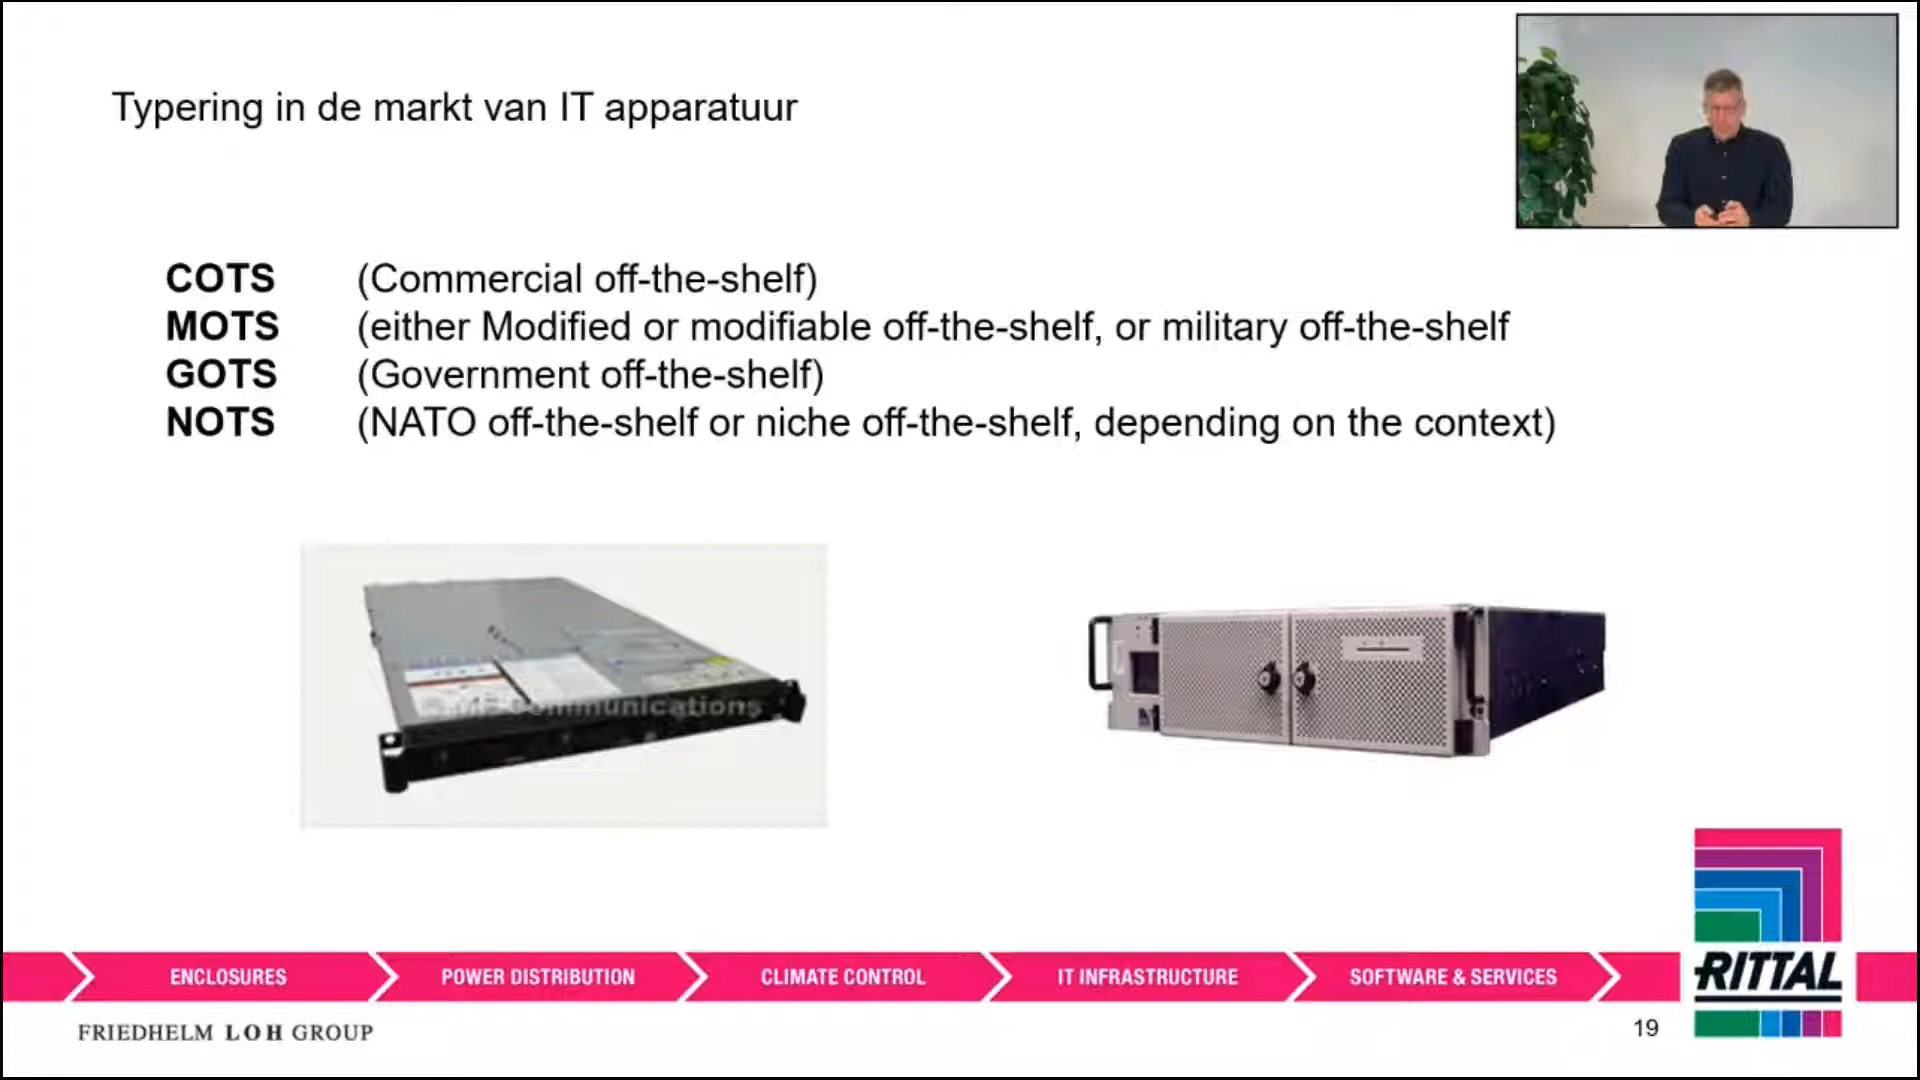 Typering in de markt van IT apparatuur
COTS (Commercial off-the-shelf)
MOTS (either Modified or modifiable off-the-shelf, or military off-the-shelf
GOTS (Government off-the-shelf)
NOTS (NATO off-the-shelf or niche off-the-shelf, depending on the context)
Communications
ENCLOSURES POWER DISTRIBUTION CLIMATE CONTROL IT INFRASTRUCTURE SOFTWARE & SERVICES
RITTAL
FRIEDHELM LOH GROUP
19